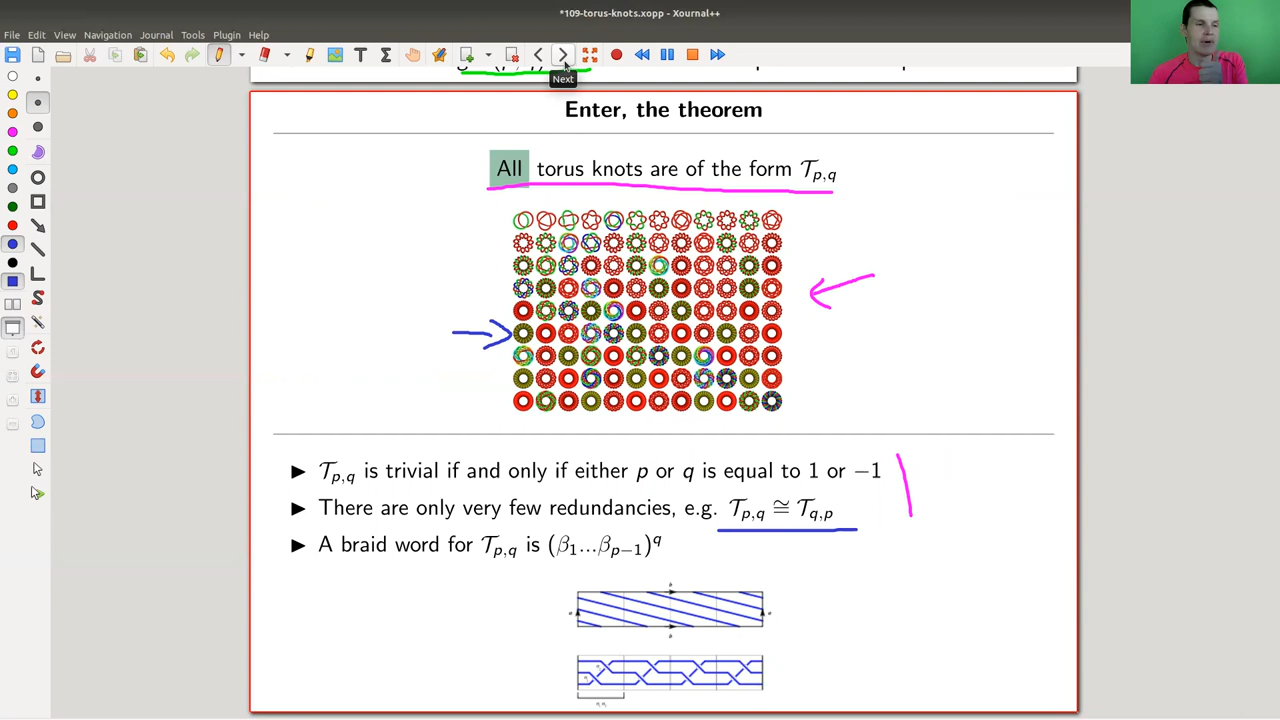 *109-torus-knots.xopp - Xournal++
File Edit View Navigation Journal Tools Plugin Help
Next
Enter, the theorem
All torus knots are of the form 𝒯p,q
▶ 𝒯p,q is trivial if and only if either p or q is equal to 1 or −1
▶ There are only very few redundancies, e.g. 𝒯p,q ≅ 𝒯q,p
▶ A braid word for 𝒯p,q is (β1...βp−1)^q